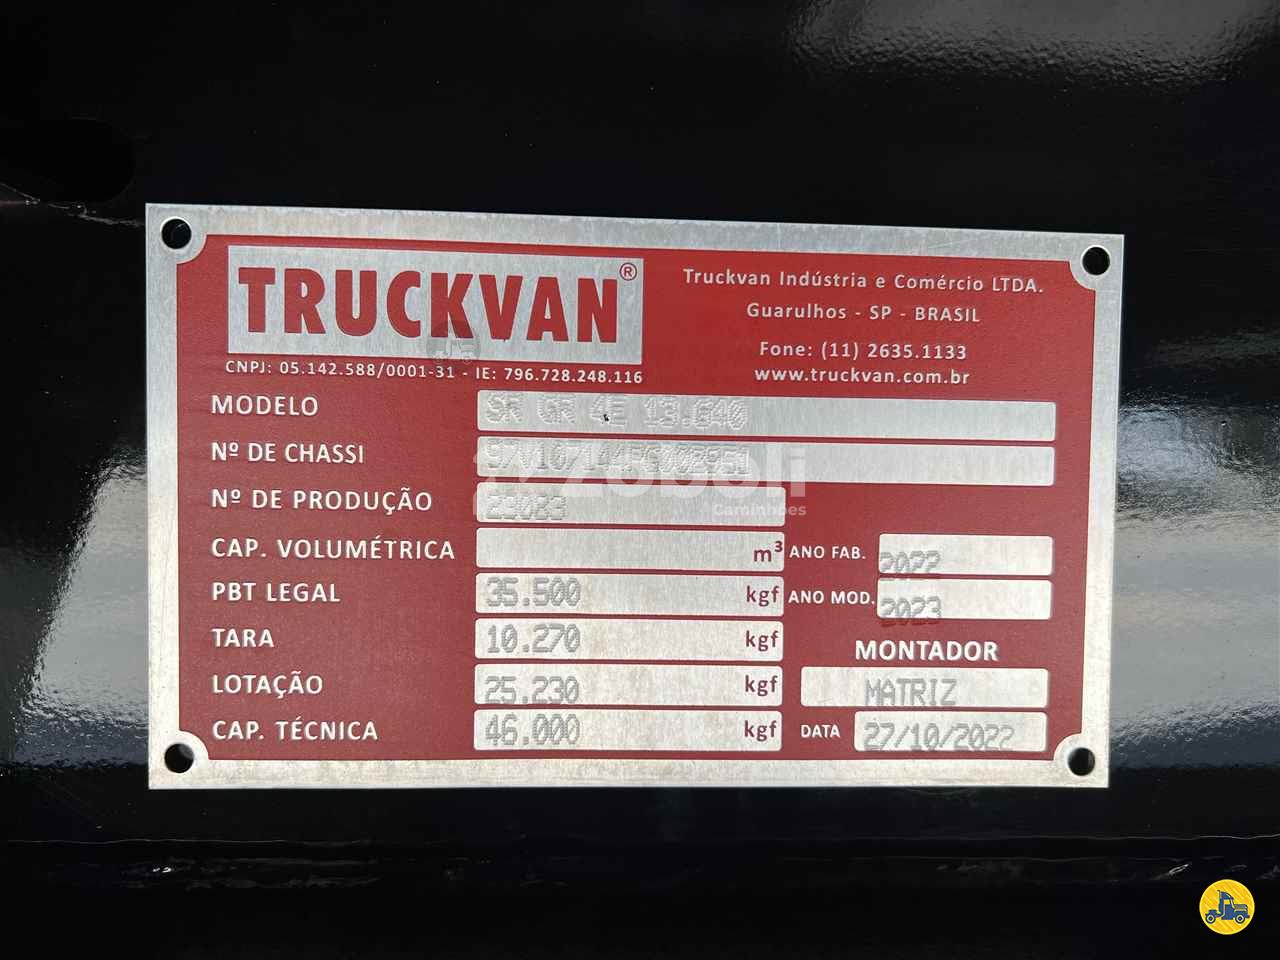 TRUCKVAN®
Truckvan Indústria e Comércio LTDA.
Guarulhos - SP - BRASIL
Fone: (11) 2635.1133
www.truckvan.com.br
CNPJ: 05.142.588/0001-31 - IE: 796.728.248.116
MODELO SR GR 4E 13.640
Nº DE CHASSI
Zoboli
Caminhões
Nº DE PRODUÇÃO
CAP. VOLUMÉTRICA m³ ANO FAB. 2022
PBT LEGAL 35.500 kgf ANO MOD. 2023
TARA 10.270 kgf
MONTADOR
LOTAÇÃO 25.230 kgf MATRIZ
CAP. TÉCNICA 46.000 kgf DATA 27/10/2022